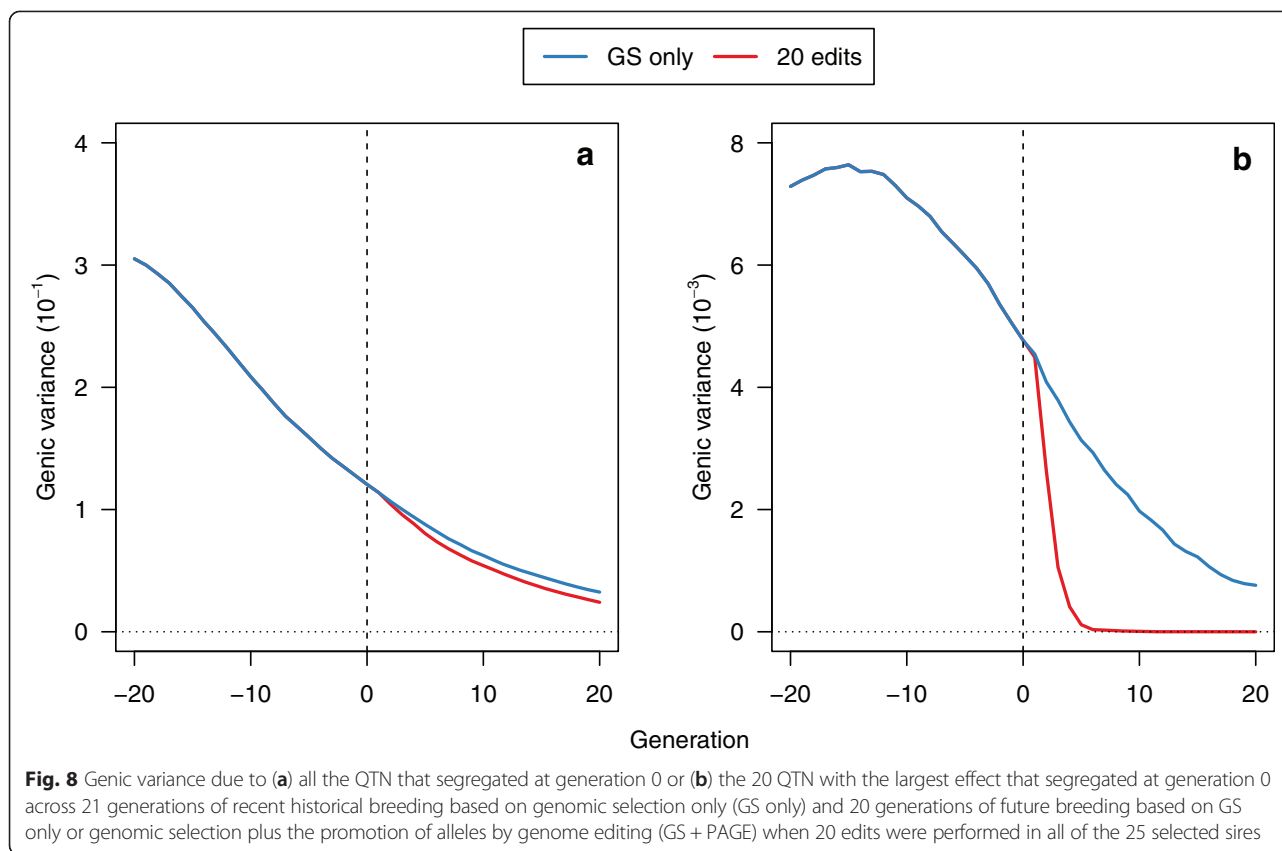 GS only 20 edits
a
Genic variance (10⁻¹)
4
3
2
1
0
−20 −10 0 10 20
b
Genic variance (10⁻³)
8
6
4
2
0
−20 −10 0 10 20
Generation
Fig. 8 Genic variance due to (a) all the QTN that segregated at generation 0 or (b) the 20 QTN with the largest effect that segregated at generation 0
across 21 generations of recent historical breeding based on genomic selection only (GS only) and 20 generations of future breeding based on GS
only or genomic selection plus the promotion of alleles by genome editing (GS + PAGE) when 20 edits were performed in all of the 25 selected sires